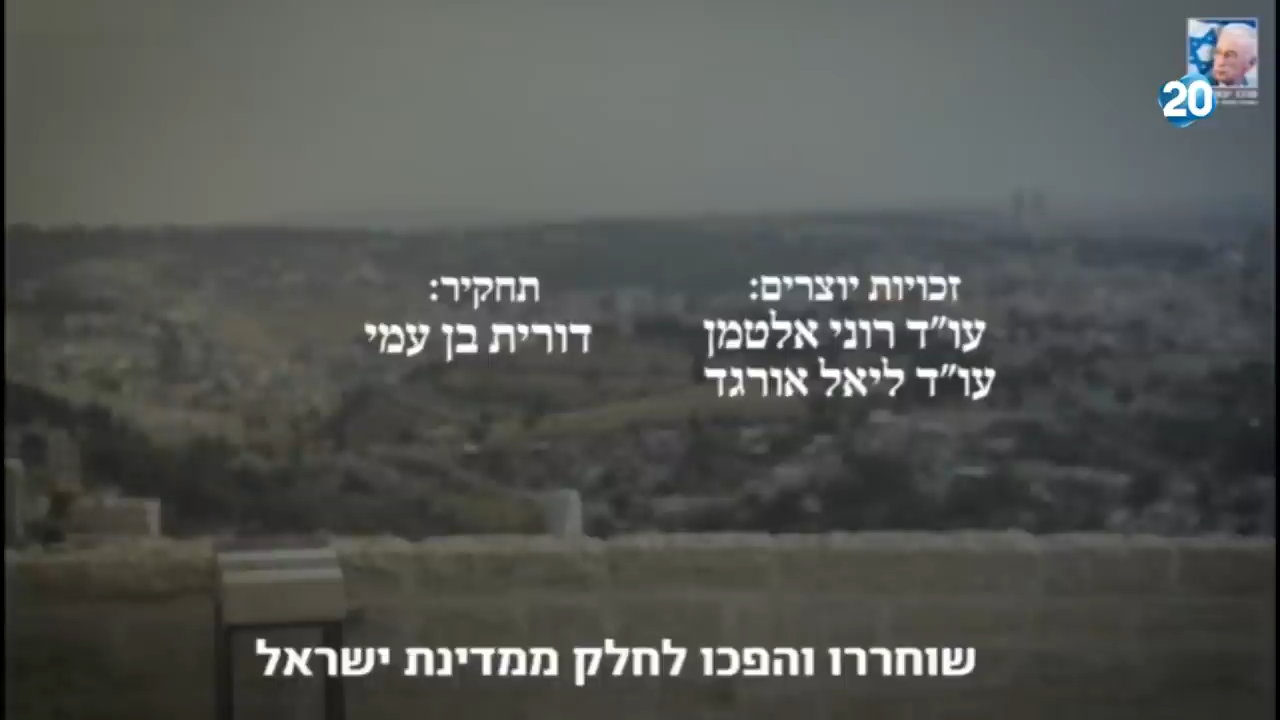 20
זכויות יוצרים:
עו"ד רוני אלטמן
עו"ד ליאל אורגד
תחקיר:
דורית בן עמי
שוחררו והפכו לחלק ממדינת ישראל